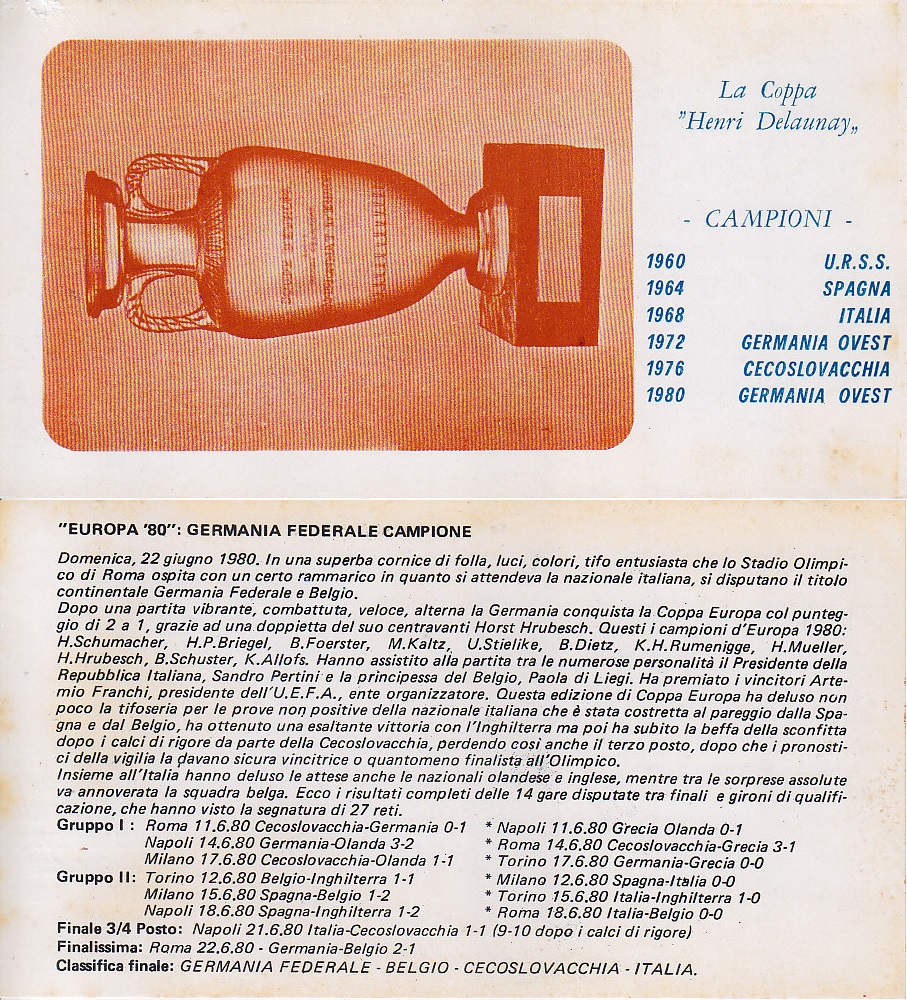 La Coppa
"Henri Delaunay„
- CAMPIONI -
1960 U.R.S.S.
1964 SPAGNA
1968 ITALIA
1972 GERMANIA OVEST
1976 CECOSLOVACCHIA
1980 GERMANIA OVEST
"EUROPA '80": GERMANIA FEDERALE CAMPIONE
Domenica, 22 giugno 1980. In una superba cornice di folla, luci, colori, tifo entusiasta che lo Stadio Olimpi-
co di Roma ospita con un certo rammarico in quanto si attendeva la nazionale italiana, si disputano il titolo
continentale Germania Federale e Belgio.
Dopo una partita vibrante, combattuta, veloce, alterna la Germania conquista la Coppa Europa col punteg-
gio di 2 a 1, grazie ad una doppietta del suo centravanti Horst Hrubesch. Questi i campioni d'Europa 1980:
H.Schumacher, H.P.Briegel, B.Foerster, M.Kaltz, U.Stielike, B.Dietz, K.H.Rumenigge, H.Mueller,
H.Hrubesch, B.Schuster, K.Allofs. Hanno assistito alla partita tra le numerose personalità il Presidente della
Repubblica Italiana, Sandro Pertini e la principessa del Belgio, Paola di Liegi. Ha premiato i vincitori Arte-
mio Franchi, presidente dell'U.E.F.A., ente organizzatore. Questa edizione di Coppa Europa ha deluso non
poco la tifoseria per le prove non positive della nazionale italiana che è stata costretta al pareggio dalla Spa-
gna e dal Belgio, ha ottenuto una esaltante vittoria con l'Inghilterra ma poi ha subito la beffa della sconfitta
dopo i calci di rigore da parte della Cecoslovacchia, perdendo così anche il terzo posto, dopo che i pronosti-
ci della vigilia la davano sicura vincitrice o quantomeno finalista all'Olimpico.
Insieme all'Italia hanno deluso le attese anche le nazionali olandese e inglese, mentre tra le sorprese assolute
va annoverata la squadra belga. Ecco i risultati completi delle 14 gare disputate tra finali e gironi di qualifi-
cazione, che hanno visto la segnatura di 27 reti.
Gruppo I : Roma 11.6.80 Cecoslovacchia-Germania 0-1 * Napoli 11.6.80 Grecia Olanda 0-1
Napoli 14.6.80 Germania-Olanda 3-2 * Roma 14.6.80 Cecoslovacchia-Grecia 3-1
Milano 17.6.80 Cecoslovacchia-Olanda 1-1 * Torino 17.6.80 Germania-Grecia 0-0
Gruppo II: Torino 12.6.80 Belgio-Inghilterra 1-1 * Milano 12.6.80 Spagna-Italia 0-0
Milano 15.6.80 Spagna-Belgio 1-2 * Torino 15.6.80 Italia-Inghilterra 1-0
Napoli 18.6.80 Spagna-Inghilterra 1-2 * Roma 18.6.80 Italia-Belgio 0-0
Finale 3/4 Posto: Napoli 21.6.80 Italia-Cecoslovacchia 1-1 (9-10 dopo i calci di rigore)
Finalissima: Roma 22.6.80 - Germania-Belgio 2-1
Classifica finale: GERMANIA FEDERALE - BELGIO - CECOSLOVACCHIA - ITALIA.